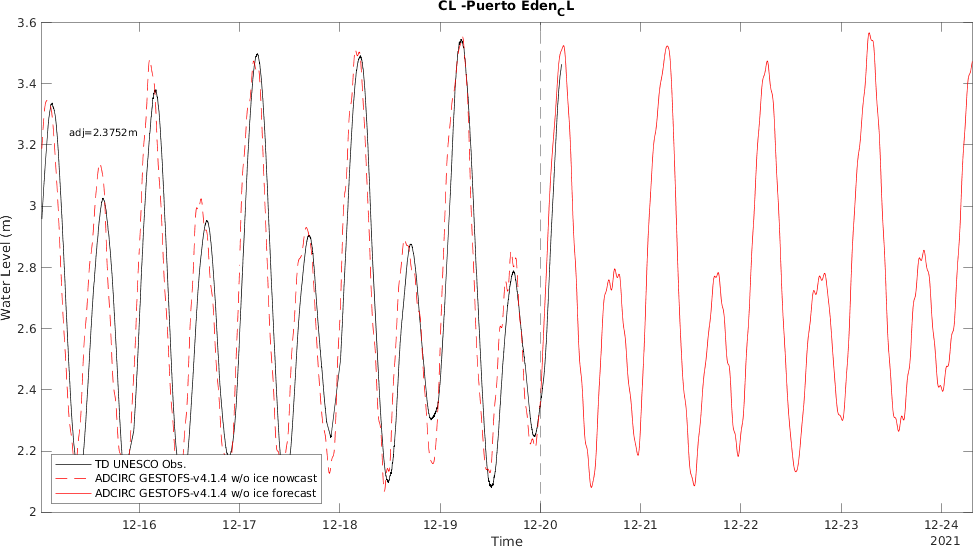 CL -Puerto Eden_CL
3.6
3.4
3.2
3
2.8
2.6
2.4
2.2
2
Water Level (m)
adj=2.3752m
TD UNESCO Obs.
ADCIRC GESTOFS-v4.1.4 w/o ice nowcast
ADCIRC GESTOFS-v4.1.4 w/o ice forecast
12-16 12-17 12-18 12-19 12-20 12-21 12-22 12-23 12-24
Time
2021